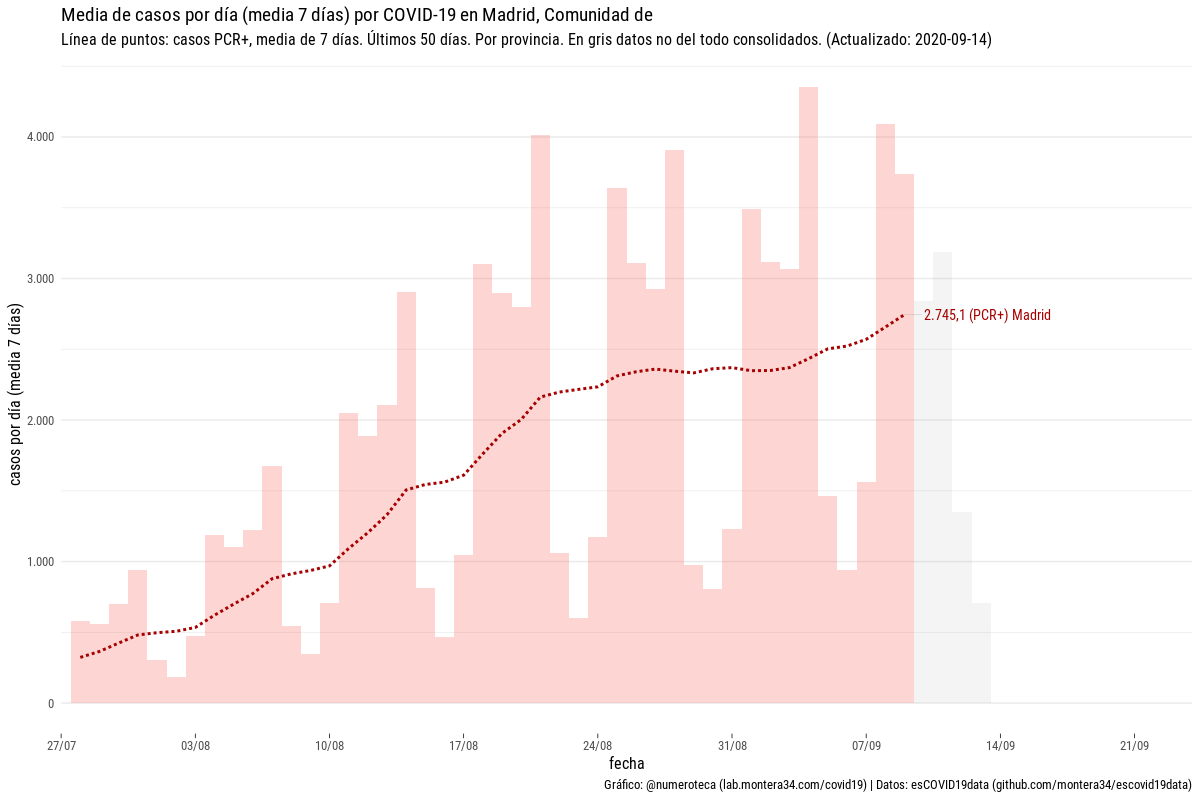 Media de casos por día (media 7 días) por COVID-19 en Madrid, Comunidad de
Línea de puntos: casos PCR+, media de 7 días. Últimos 50 días. Por provincia. En gris datos no del todo consolidados. (Actualizado: 2020-09-14)
casos por día (media 7 días)
4.000
3.000
2.000
1.000
0
2.745,1 (PCR+) Madrid
27/07
03/08
10/08
17/08
24/08
31/08
07/09
14/09
21/09
fecha
Gráfico: @numeroteca (lab.montera34.com/covid19) | Datos: esCOVID19data (github.com/montera34/escovid19data)